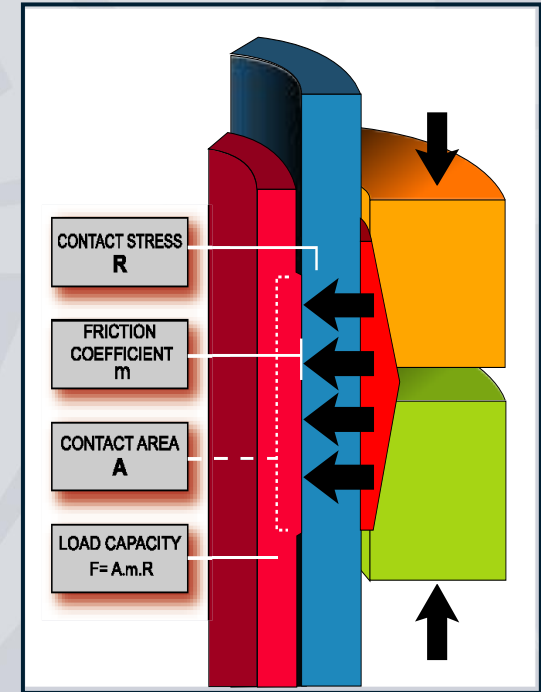 CONTACT STRESS
R
FRICTION
COEFFICIENT
m
CONTACT AREA
A
LOAD CAPACITY
F= A.m.R